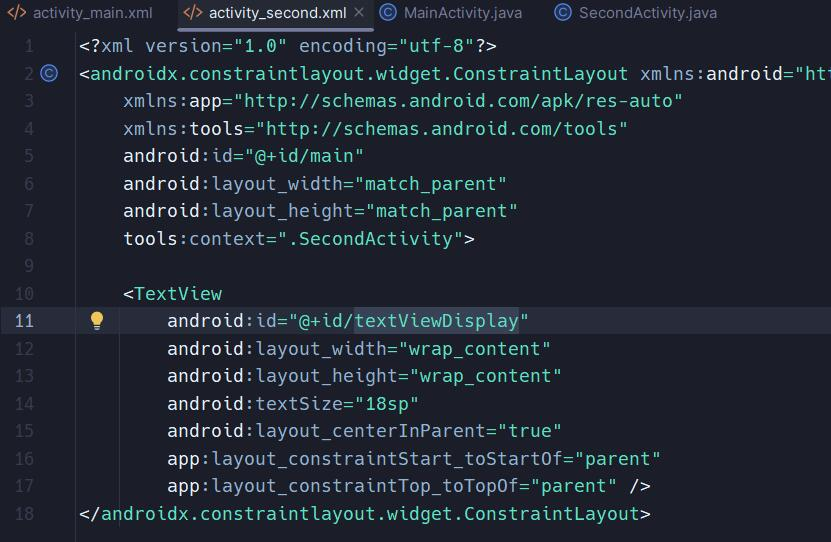 activity_main.xml activity_second.xml MainActivity.java SecondActivity.java
1 <?xml version="1.0" encoding="utf-8"?>
2 <androidx.constraintlayout.widget.ConstraintLayout xmlns:android="htt
3 xmlns:app="http://schemas.android.com/apk/res-auto"
4 xmlns:tools="http://schemas.android.com/tools"
5 android:id="@+id/main"
6 android:layout_width="match_parent"
7 android:layout_height="match_parent"
8 tools:context=".SecondActivity">
9
10 <TextView
11 android:id="@+id/textViewDisplay"
12 android:layout_width="wrap_content"
13 android:layout_height="wrap_content"
14 android:textSize="18sp"
15 android:layout_centerInParent="true"
16 app:layout_constraintStart_toStartOf="parent"
17 app:layout_constraintTop_toTopOf="parent" />
18 </androidx.constraintlayout.widget.ConstraintLayout>